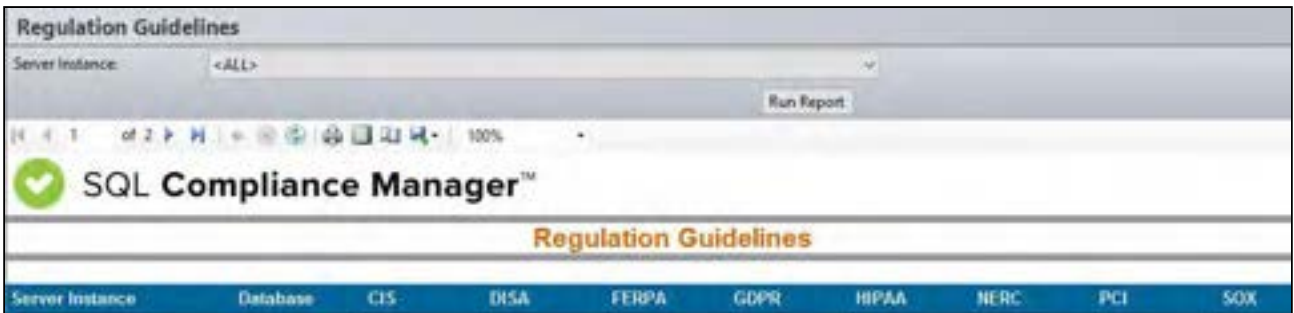 Regulation Guidelines
Server Instance: <ALL>
Run Report
1 of 2 100%
SQL Compliance Manager™
Regulation Guidelines
Server Instance Database CIS DISA FERPA GDPR HIPAA NERC PCI SOX